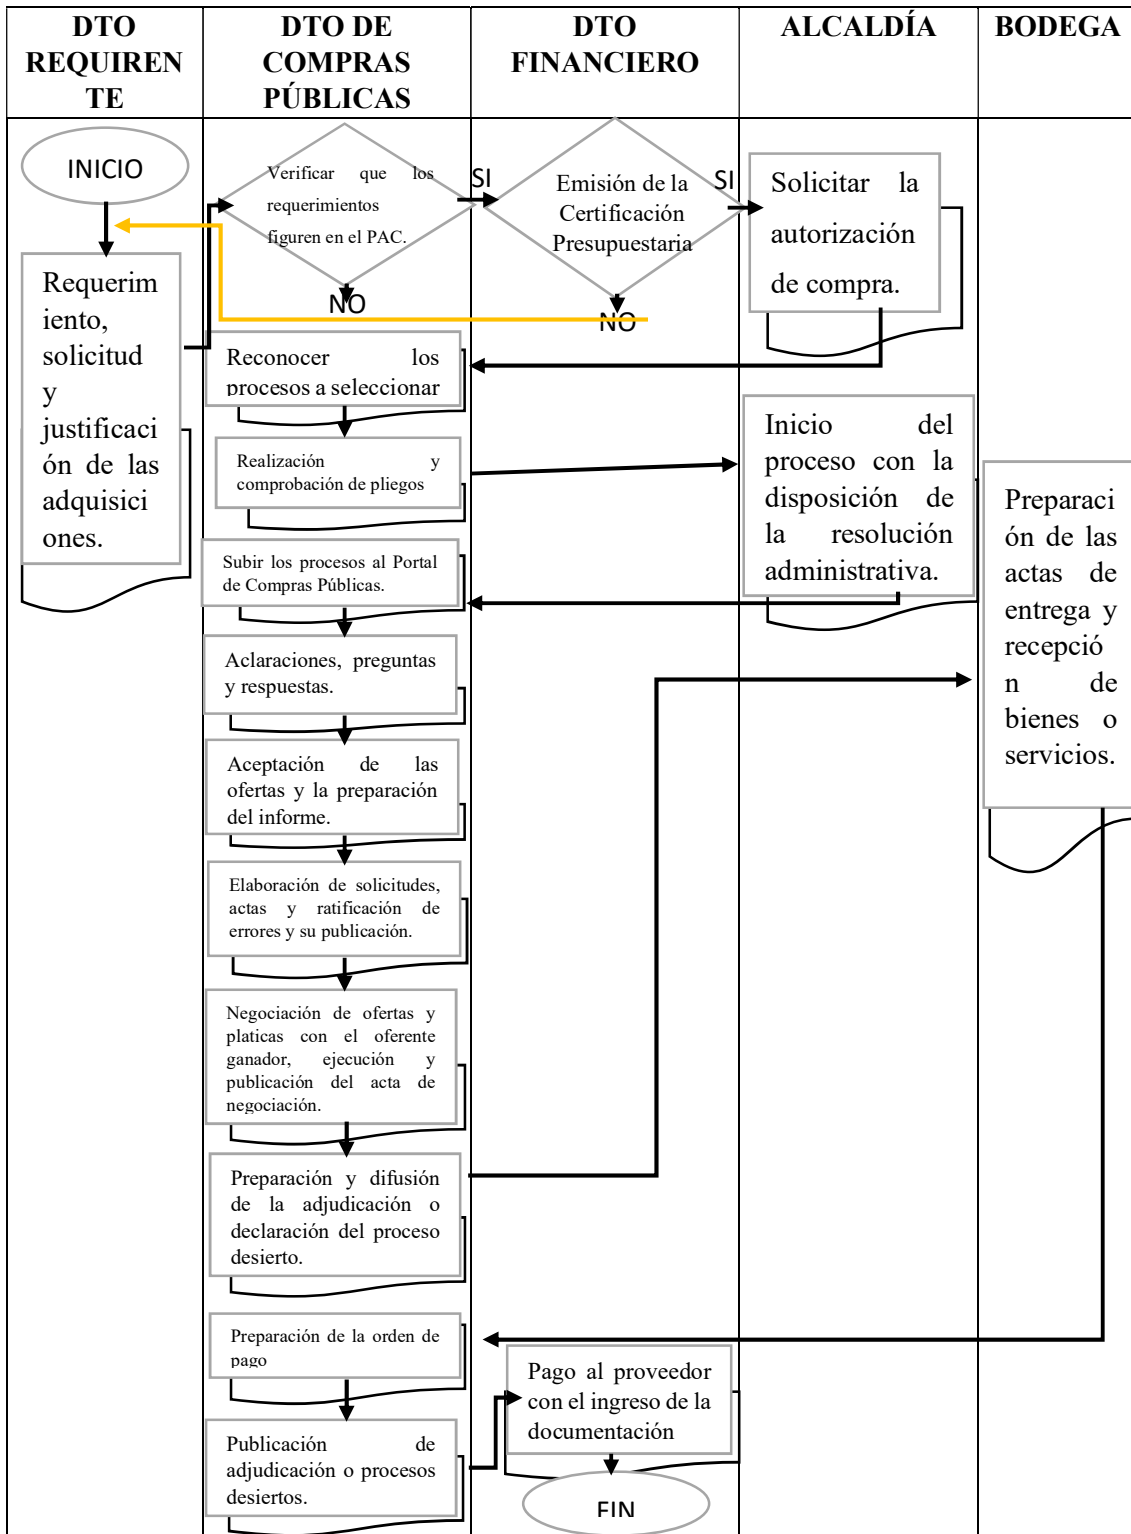 DTO
REQUIREN
TE
DTO DE
COMPRAS
PÚBLICAS
DTO
FINANCIERO
ALCALDÍA
BODEGA
INICIO
Requerim
iento,
solicitud
y
justificaci
ón de las
adquisici
ones.
Verificar que los
requerimientos
figuren en el PAC.
SI
NO
Emisión de la
Certificación
Presupuestaria
SI
NO
Solicitar la
autorización
de compra.
Reconocer los
procesos a seleccionar
Realización y
comprobación de pliegos
Inicio del
proceso con la
disposición de
la resolución
administrativa.
Subir los procesos al Portal
de Compras Públicas.
Aclaraciones, preguntas
y respuestas.
Aceptación de las
ofertas y la preparación
del informe.
Elaboración de solicitudes,
actas y ratificación de
errores y su publicación.
Negociación de ofertas y
platicas con el oferente
ganador, ejecución y
publicación del acta de
negociación.
Preparación y difusión
de la adjudicación o
declaración del proceso
desierto.
Preparaci
ón de las
actas de
entrega y
recepció
n de
bienes o
servicios.
Preparación de la orden de
pago
Publicación de
adjudicación o procesos
desiertos.
Pago al proveedor
con el ingreso de la
documentación
FIN